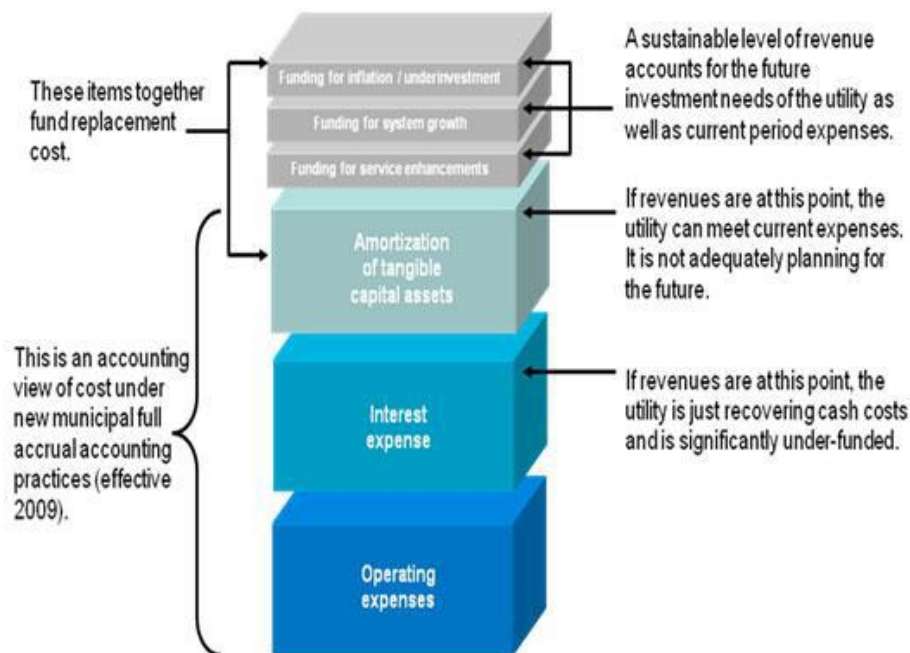 These items together
fund replacement
cost.
This is an accounting
view of cost under
new municipal full
accrual accounting
practices (effective
2009).
Funding for inflation / underinvestment
Funding for system growth
Funding for service enhancements
Amortization
of tangible
capital assets
Interest
expense
Operating
expenses
A sustainable level of revenue
accounts for the future
investment needs of the utility as
well as current period expenses.
If revenues are at this point, the
utility can meet current expenses.
It is not adequately planning for
the future.
If revenues are at this point, the
utility is just recovering cash costs
and is significantly under-funded.